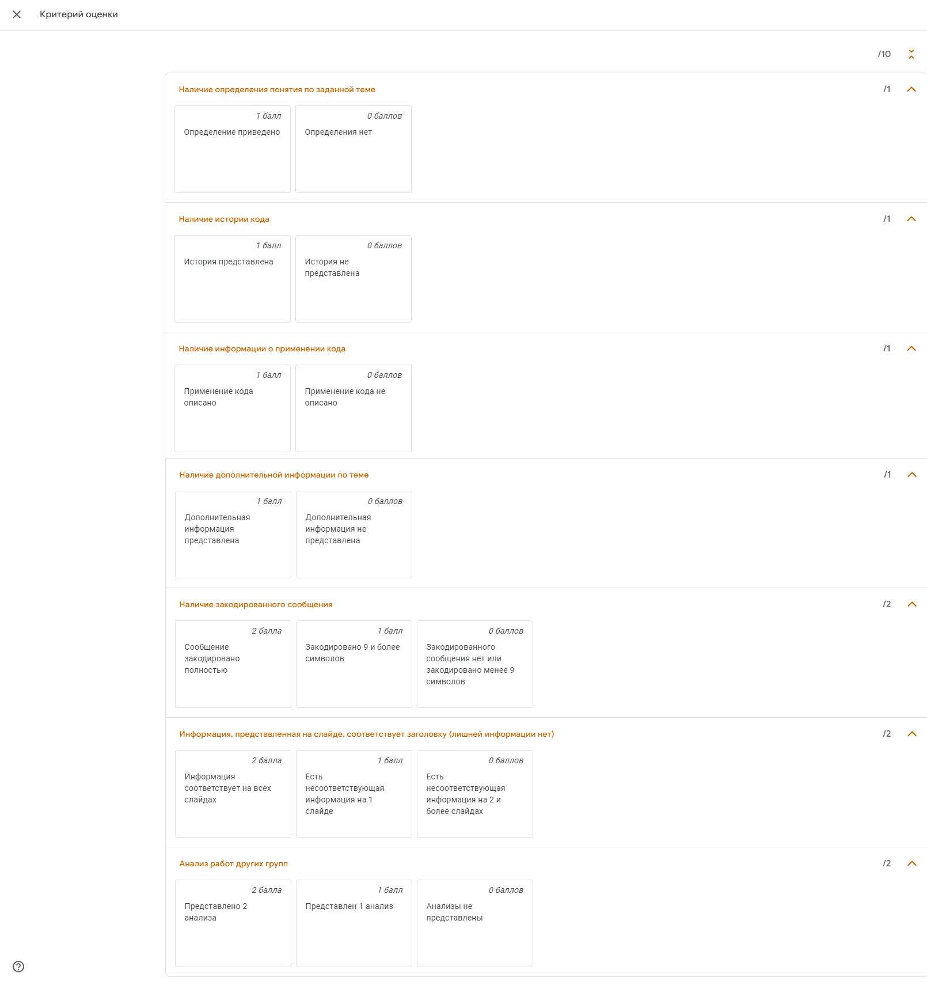 Критерий оценки
/10
Наличие определения понятия по заданной теме
/1
1 балл
Определение приведено
0 баллов
Определения нет
Наличие истории кода
/1
1 балл
История представлена
0 баллов
История не
представлена
Наличие информации о применении кода
/1
1 балл
Применение кода
описано
0 баллов
Применение кода не
описано
Наличие дополнительной информации по теме
/1
1 балл
Дополнительная
информация
представлена
0 баллов
Дополнительная
информация не
представлена
Наличие закодированного сообщения
/2
2 балла
Сообщение
закодировано
полностью
1 балл
Закодировано 9 и более
символов
0 баллов
Закодированного
сообщения нет или
закодировано менее 9
символов
Информация, представленная на слайде, соответствует заголовку (лишней информации нет)
/2
2 балла
Информация
соответствует на всех
слайдах
1 балл
Есть
несоответствующая
информация на 1
слайде
0 баллов
Есть
несоответствующая
информация на 2 и
более слайдах
Анализ работ других групп
/2
2 балла
Представлено 2
анализа
1 балл
Представлен 1 анализ
0 баллов
Анализы не
представлены